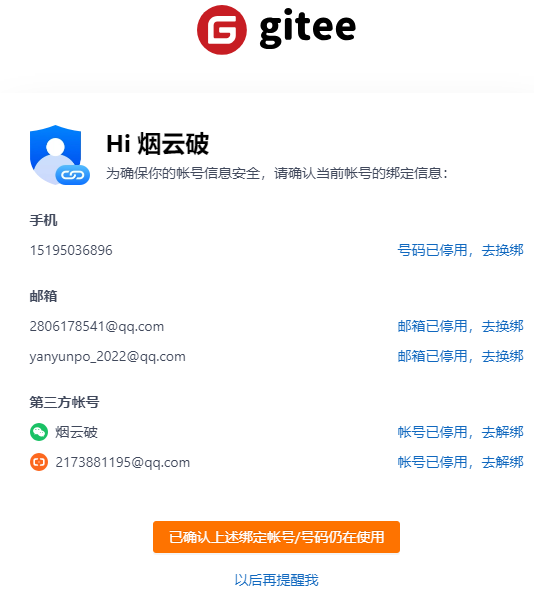 gitee
Hi 烟云破
为确保你的帐号信息安全，请确认当前帐号的绑定信息：
手机
15195036896 号码已停用，去换绑
邮箱
2806178541@qq.com 邮箱已停用，去换绑
yanyunpo_2022@qq.com 邮箱已停用，去换绑
第三方帐号
烟云破 帐号已停用，去解绑
2173881195@qq.com 帐号已停用，去解绑
已确认上述绑定帐号/号码仍在使用
以后再提醒我